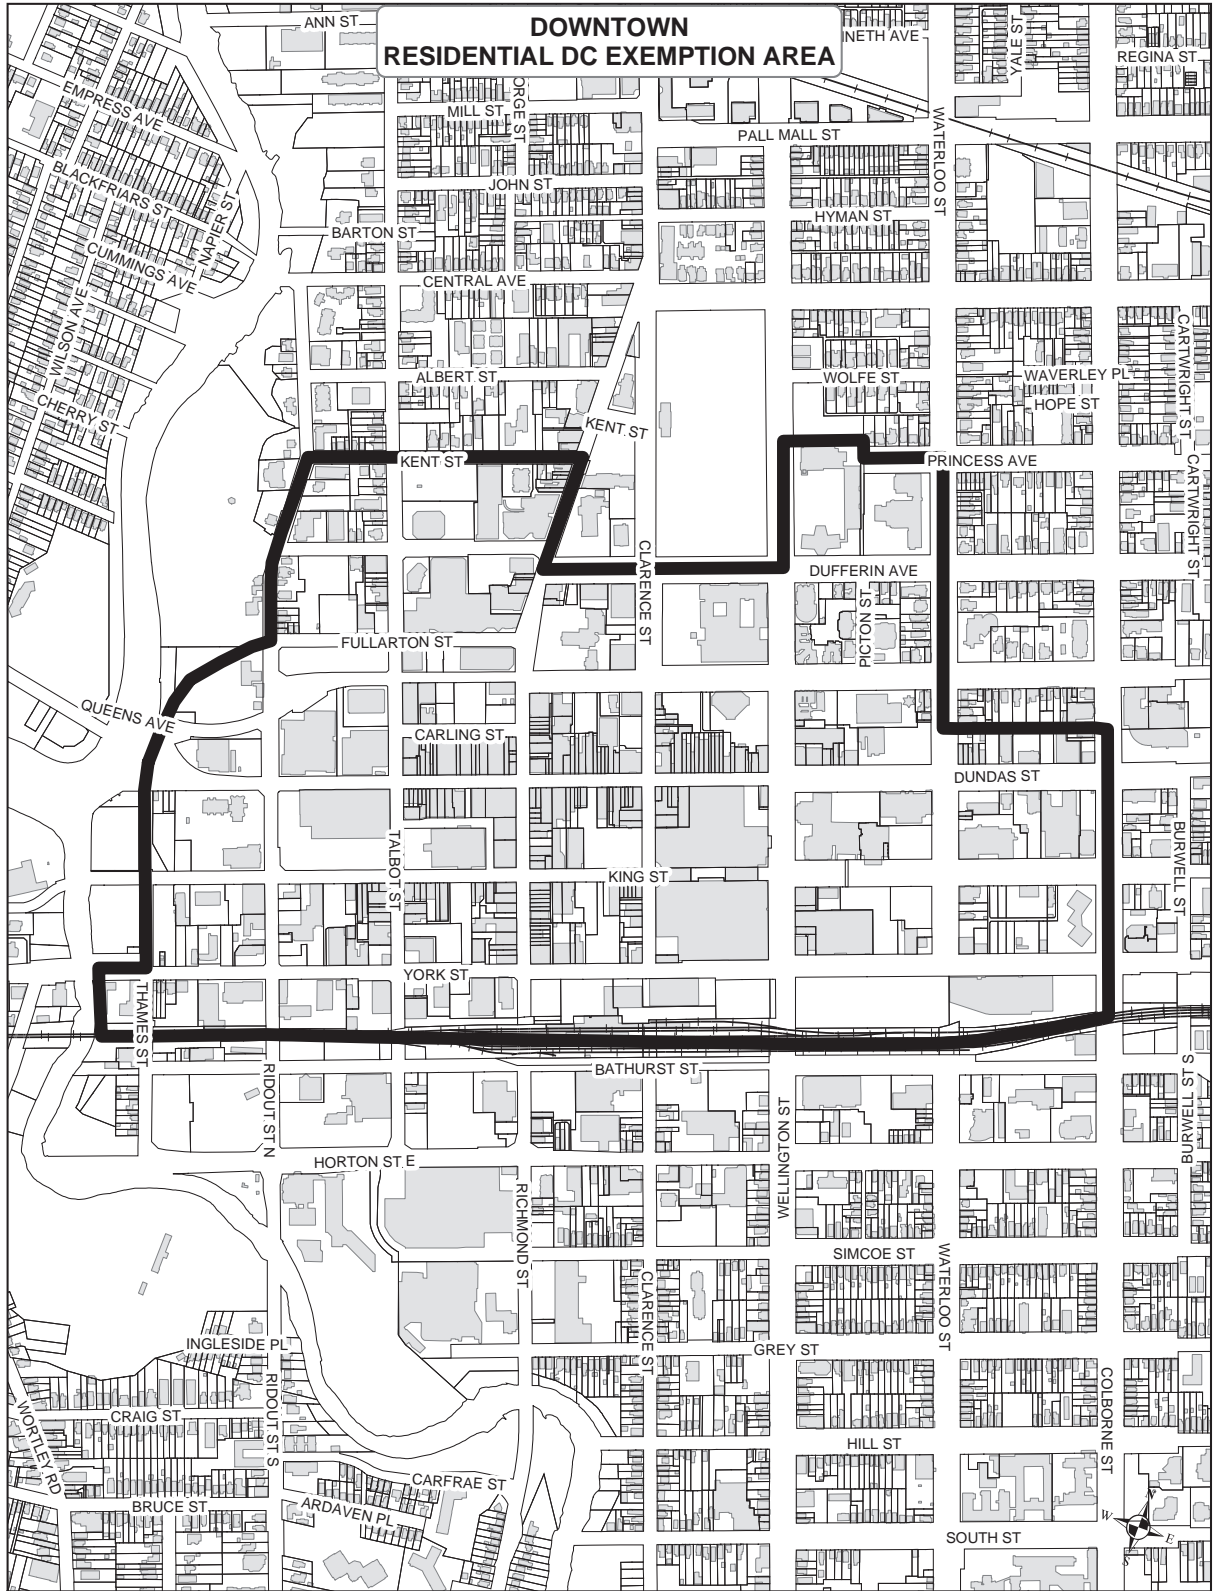 DOWNTOWN
RESIDENTIAL DC EXEMPTION AREA
ANN ST
NETH AVE
YALE ST
REGINA ST
EMPRESS AVE
MILL ST
ORGE ST
PALL MALL ST
WATERLOO ST
BLACKFRIARS ST
JOHN ST
NAPIER ST
BARTON ST
HYMAN ST
CUMMINGS AVE
CENTRAL AVE
WILSON AVE
CARTWRIGHT ST
ALBERT ST
WOLFE ST
WAVERLEY PL
HOPE ST
CHERRY ST
KENT ST
KENT ST
PRINCESS AVE
CARTWRIGHT ST
CLARENCE ST
DUFFERIN AVE
PICTON ST
FULLARTON ST
QUEENS AVE
CARLING ST
DUNDAS ST
TALBOT ST
BURWELL ST
KING ST
YORK ST
THAMES ST
RIDOUT ST N
BATHURST ST
WELLINGTON ST
BURWELL ST S
HORTON ST E
RICHMOND ST
SIMCOE ST
WATERLOO ST
CLARENCE ST
INGLESIDE PL
GREY ST
RIDOUT ST S
COLBORNE ST
WORTLEY RD
CRAIG ST
HILL ST
CARFRAE ST
BRUCE ST
ARDAVEN PL
SOUTH ST
N
W
E
S